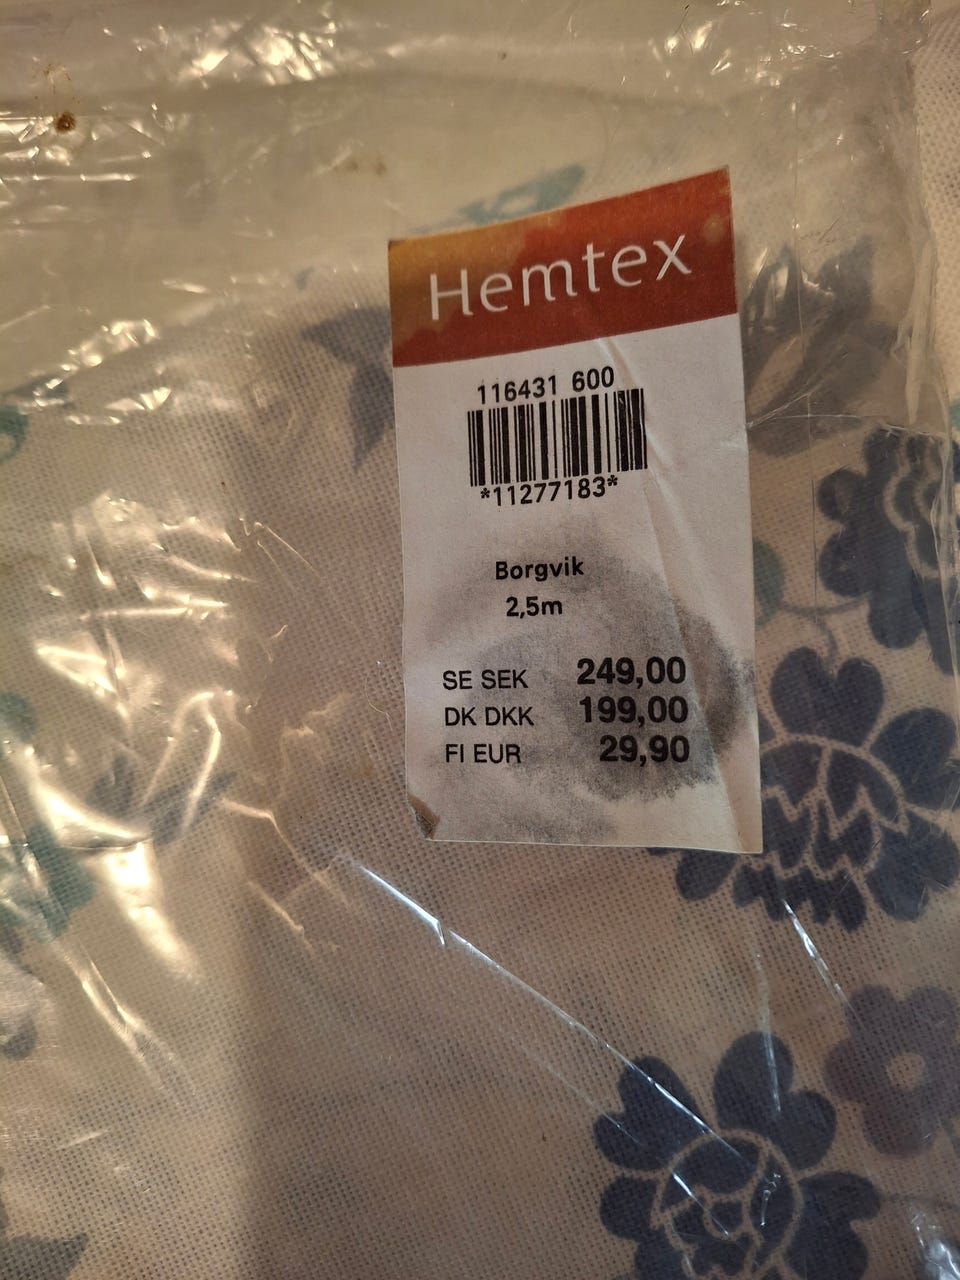 Hemtex
116431 600
*11277183*
Borgvik
2,5m
SE SEK 249,00
DK DKK 199,00
FI EUR 29,90